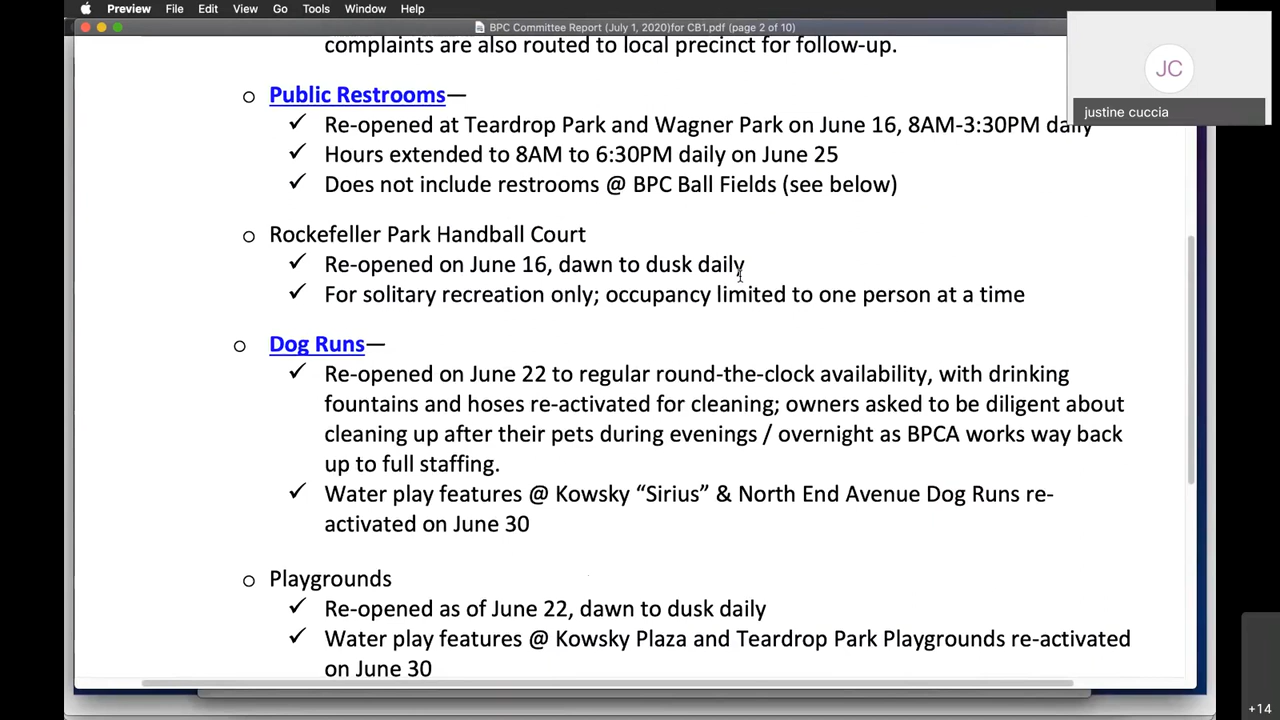 Preview File Edit View Go Tools Window Help
BPC Committee Report (July 1, 2020)for CB1.pdf (page 2 of 10)
complaints are also routed to local precinct for follow-up.
JC
justine cuccia
o Public Restrooms—
✓ Re-opened at Teardrop Park and Wagner Park on June 16, 8AM-3:30PM daily
✓ Hours extended to 8AM to 6:30PM daily on June 25
✓ Does not include restrooms @ BPC Ball Fields (see below)
o Rockefeller Park Handball Court
✓ Re-opened on June 16, dawn to dusk daily
✓ For solitary recreation only; occupancy limited to one person at a time
o Dog Runs—
✓ Re-opened on June 22 to regular round-the-clock availability, with drinking
fountains and hoses re-activated for cleaning; owners asked to be diligent about
cleaning up after their pets during evenings / overnight as BPCA works way back
up to full staffing.
✓ Water play features @ Kowsky “Sirius” & North End Avenue Dog Runs re-
activated on June 30
o Playgrounds
✓ Re-opened as of June 22, dawn to dusk daily
✓ Water play features @ Kowsky Plaza and Teardrop Park Playgrounds re-activated
on June 30
+14